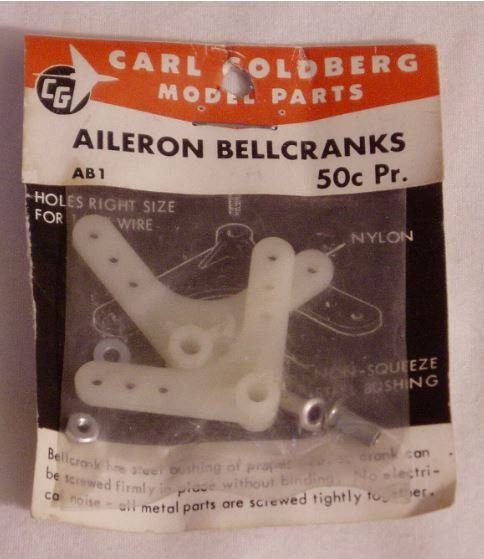 CARL GOLDBERG
CG
MODEL PARTS
AILERON BELLCRANKS
AB1
50c Pr.
HOLES RIGHT SIZE
FOR WIRE
NYLON
NON-SQUEEZE
STEEL BUSHING
Bellcrank has steel bushing of crank can
be screwed firmly in place without binding. No electri-
cal noise - all metal parts are screwed tightly together.